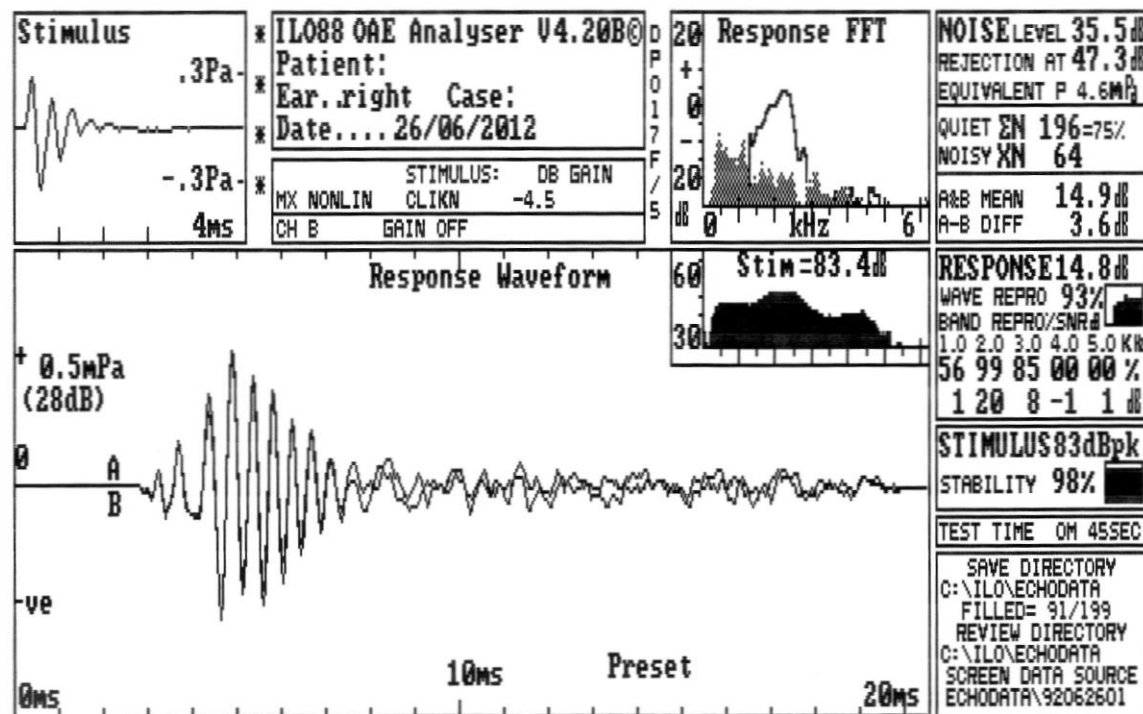 Stimulus
.3Pa-
-.3Pa-
4ms
*
*
*
*
*
ILO88 OAE Analyser V4.20B©
Patient:
Ear..right Case:
Date....26/06/2012
STIMULUS: DB GAIN
MX NONLIN CLIKN -4.5
CH B GAIN OFF
DP017F/5
Response FFT
20
+
0
-
20
dB
0 kHz 6
NOISE LEVEL 35.5dB
REJECTION AT 47.3dB
EQUIVALENT P 4.6mPa
QUIET ΣN 196=75%
NOISY XN 64
A&B MEAN 14.9dB
A-B DIFF 3.6dB
Response Waveform
60
Stim=83.4dB
30
+ 0.5mPa
(28dB)
0
A
B
-ve
0ms
10ms
Preset
20ms
RESPONSE 14.8dB
WAVE REPRO 93%
BAND REPRO%SNRdB
1.0 2.0 3.0 4.0 5.0 KHz
56 99 85 00 00 %
1 20 8 -1 1 dB
STIMULUS 83dBpk
STABILITY 98%
TEST TIME 0M 45SEC
SAVE DIRECTORY
C:\ILO\ECHODATA
FILLED= 91/199
REVIEW DIRECTORY
C:\ILO\ECHODATA
SCREEN DATA SOURCE
ECHODATA\92062601